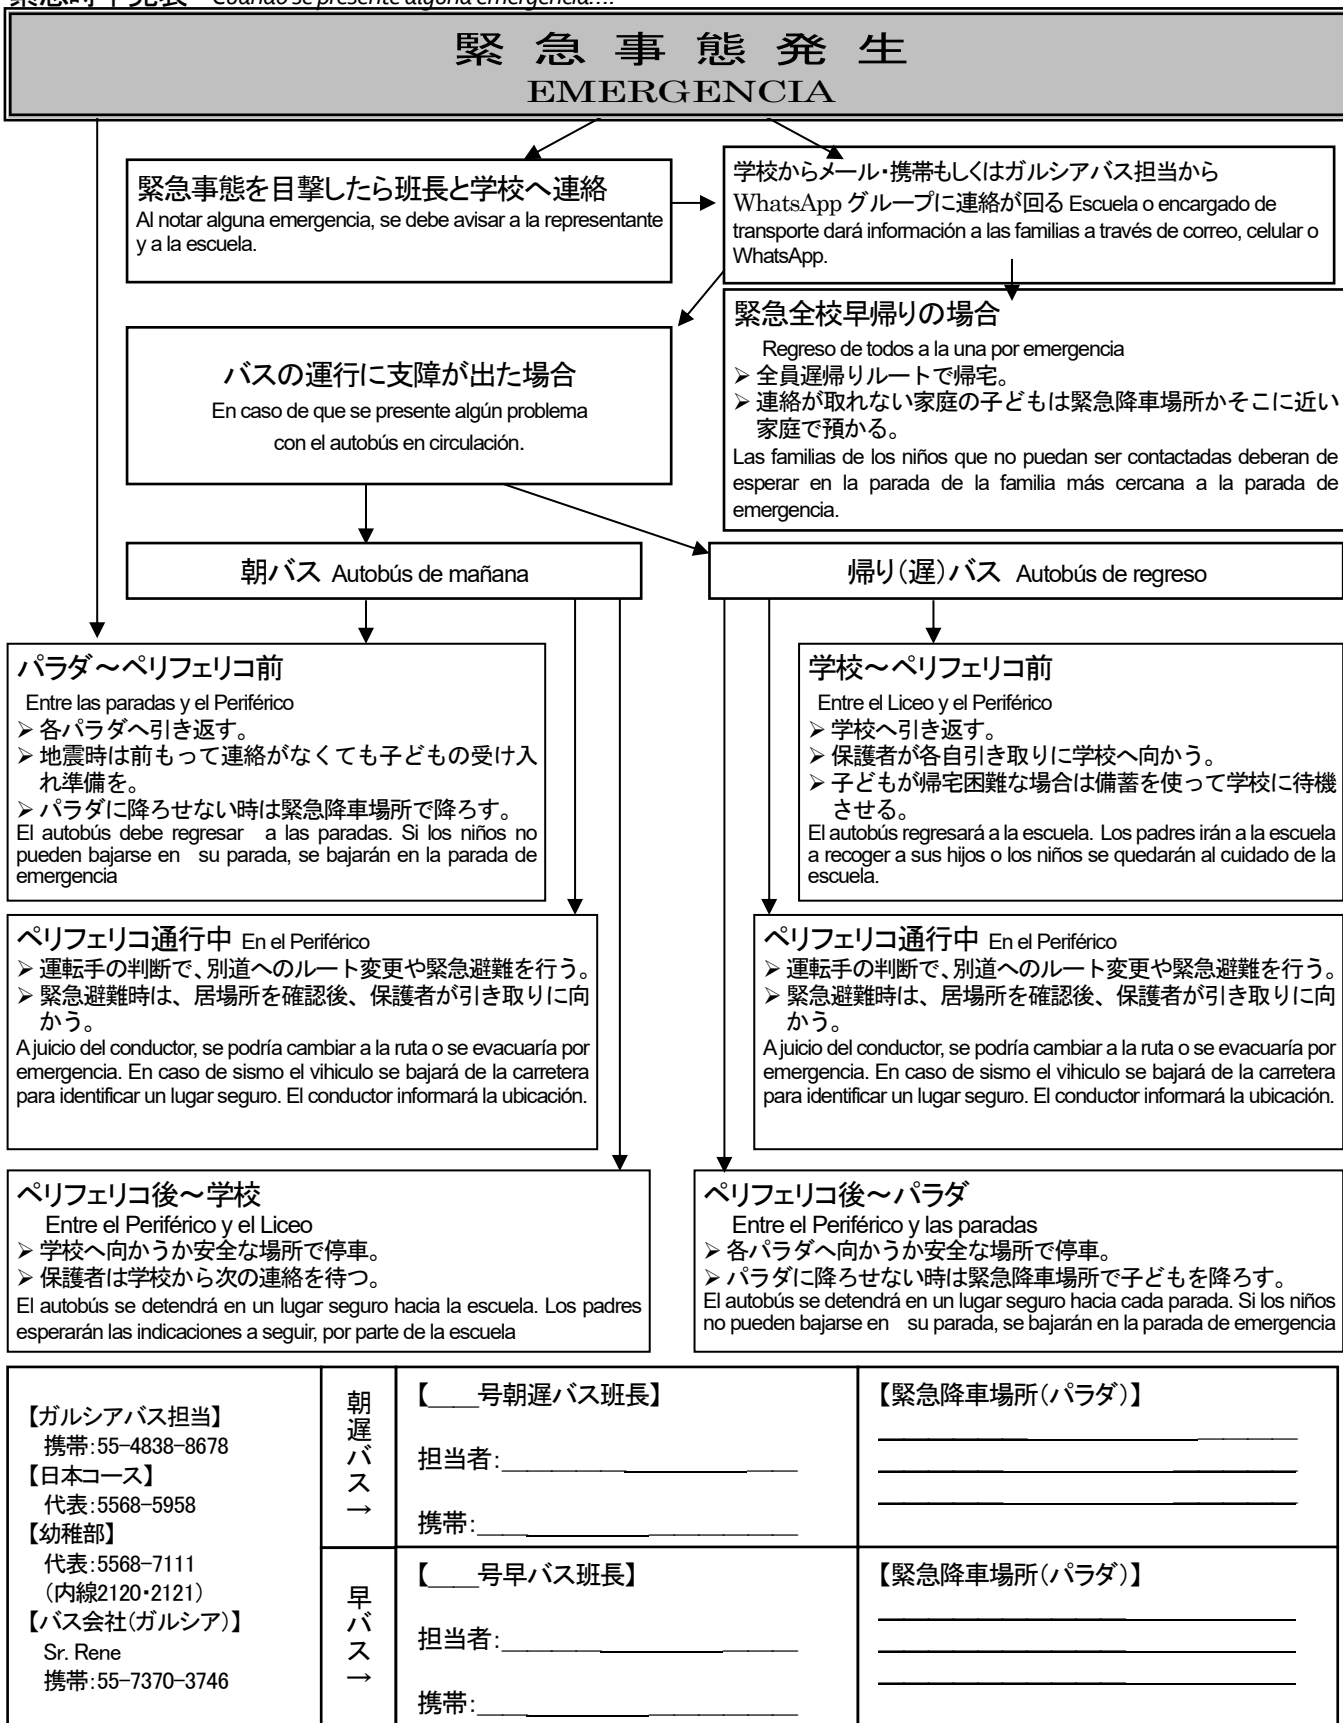 緊急時早見表 Cuando se presente alguna emergencia....
緊急事態発生
EMERGENCIA
緊急事態を目撃したら班長と学校へ連絡
Al notar alguna emergencia, se debe avisar a la representante
y a la escuela.
学校からメール・携帯もしくはガルシアバス担当から
WhatsApp グループに連絡が回る Escuela o encargado de
transporte dará información a las familias a través de correo, celular o
WhatsApp.
緊急全校早帰りの場合
Regreso de todos a la una por emergencia
➢ 全員遅帰りルートで帰宅。
➢ 連絡が取れない家庭の子どもは緊急降車場所かそこに近い
家庭で預かる。
Las familias de los niños que no puedan ser contactadas deberan de
esperar en la parada de la familia más cercana a la parada de
emergencia.
バスの運行に支障が出た場合
En caso de que se presente algún problema
con el autobús en circulación.
朝バス Autobús de mañana
帰り(遅)バス Autobús de regreso
パラダ～ペリフェリコ前
Entre las paradas y el Periférico
➢ 各パラダへ引き返す。
➢ 地震時は前もって連絡がなくても子どもの受け入
れ準備を。
➢ パラダに降ろせない時は緊急降車場所で降ろす。
El autobús debe regresar a las paradas. Si los niños no
pueden bajarse en su parada, se bajarán en la parada de
emergencia
学校～ペリフェリコ前
Entre el Liceo y el Periférico
➢ 学校へ引き返す。
➢ 保護者が各自引き取りに学校へ向かう。
➢ 子どもが帰宅困難な場合は備蓄を使って学校に待機
させる。
El autobús regresará a la escuela. Los padres irán a la escuela
a recoger a sus hijos o los niños se quedarán al cuidado de la
escuela.
ペリフェリコ通行中 En el Periférico
➢ 運転手の判断で、別道へのルート変更や緊急避難を行う。
➢ 緊急避難時は、居場所を確認後、保護者が引き取りに向
かう。
A juicio del conductor, se podría cambiar a la ruta o se evacuaría por
emergencia. En caso de sismo el vihiculo se bajará de la carretera
para identificar un lugar seguro. El conductor informará la ubicación.
ペリフェリコ通行中 En el Periférico
➢ 運転手の判断で、別道へのルート変更や緊急避難を行う。
➢ 緊急避難時は、居場所を確認後、保護者が引き取りに向
かう。
A juicio del conductor, se podría cambiar a la ruta o se evacuaría por
emergencia. En caso de sismo el vihiculo se bajará de la carretera
para identificar un lugar seguro. El conductor informará la ubicación.
ペリフェリコ後～学校
Entre el Periférico y el Liceo
➢ 学校へ向かうか安全な場所で停車。
➢ 保護者は学校から次の連絡を待つ。
El autobús se detendrá en un lugar seguro hacia la escuela. Los padres
esperarán las indicaciones a seguir, por parte de la escuela
ペリフェリコ後～パラダ
Entre el Periférico y las paradas
➢ 各パラダへ向かうか安全な場所で停車。
➢ パラダに降ろせない時は緊急降車場所で子どもを降ろす。
El autobús se detendrá en un lugar seguro hacia cada parada. Si los niños
no pueden bajarse en su parada, se bajarán en la parada de emergencia
【ガルシアバス担当】
携帯:55-4838-8678
【日本コース】
代表:5568-5958
【幼稚部】
代表:5568-7111
(内線2120・2121)
【バス会社(ガルシア)】
Sr. Rene
携帯:55-7370-3746
朝遅バス→
【____号朝遅バス班長】
担当者:____________________
携帯:____________________
【緊急降車場所(パラダ)】
早バス→
【____号早バス班長】
担当者:____________________
携帯:____________________
【緊急降車場所(パラダ)】